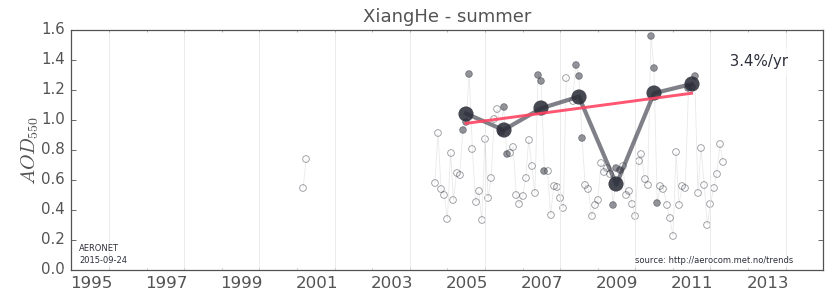 XiangHe - summer
1.6
1.4
1.2
1.0
0.8
0.6
0.4
0.2
0.0
AOD550
3.4%/yr
AERONET
2015-09-24
source: http://aerocom.met.no/trends
1995 1997 1999 2001 2003 2005 2007 2009 2011 2013